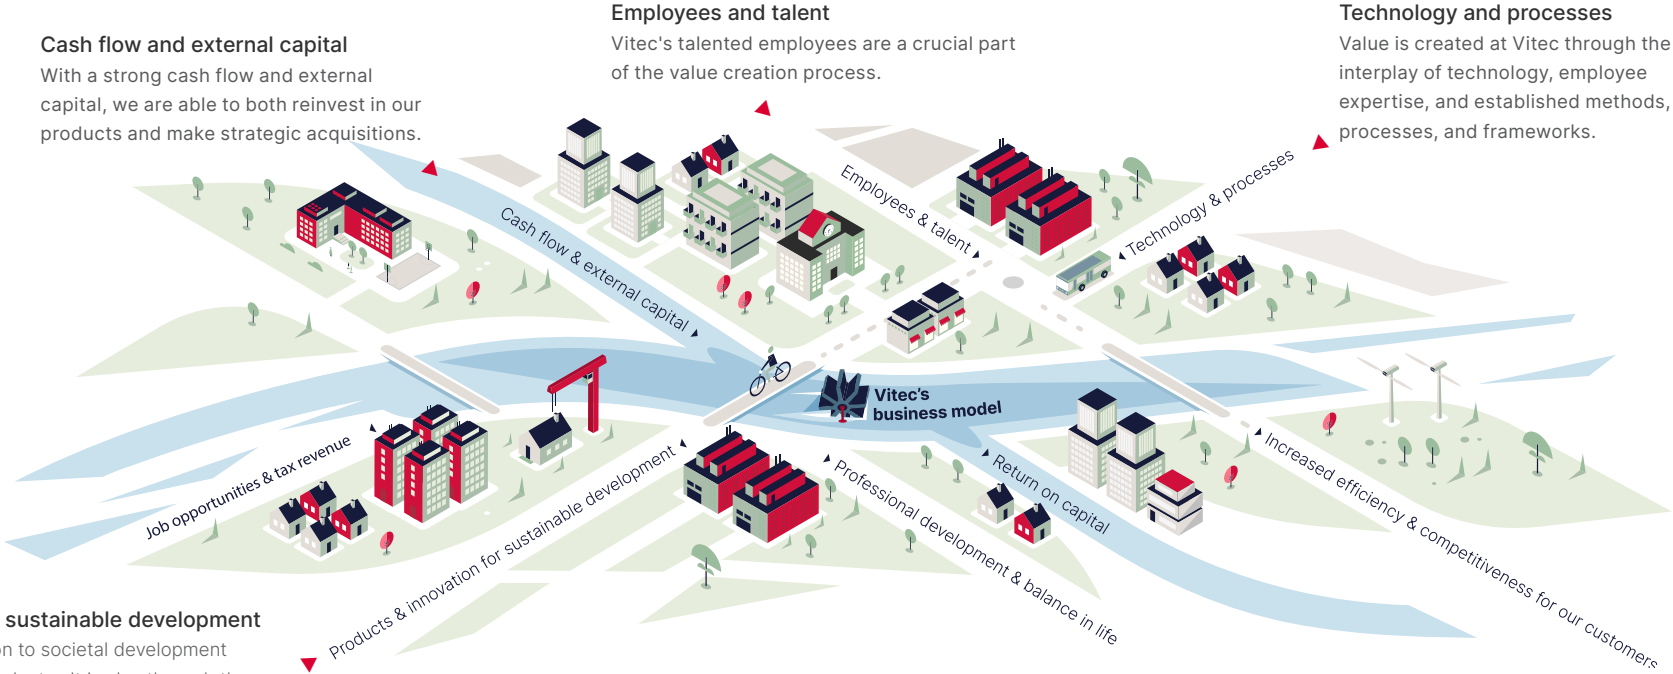 Employees and talent
Vitec's talented employees are a crucial part
of the value creation process.
Technology and processes
Value is created at Vitec through the
interplay of technology, employee
expertise, and established methods,
processes, and frameworks.
Cash flow and external capital
With a strong cash flow and external
capital, we are able to both reinvest in our
products and make strategic acquisitions.
Employees & talent
Technology & processes
Cash flow & external capital
Vitec's
business model
Job opportunities & tax revenue
Products & innovation for sustainable development
Professional development & balance in life
Return on capital
Increased efficiency & competitiveness for our customers
sustainable development
to societal development